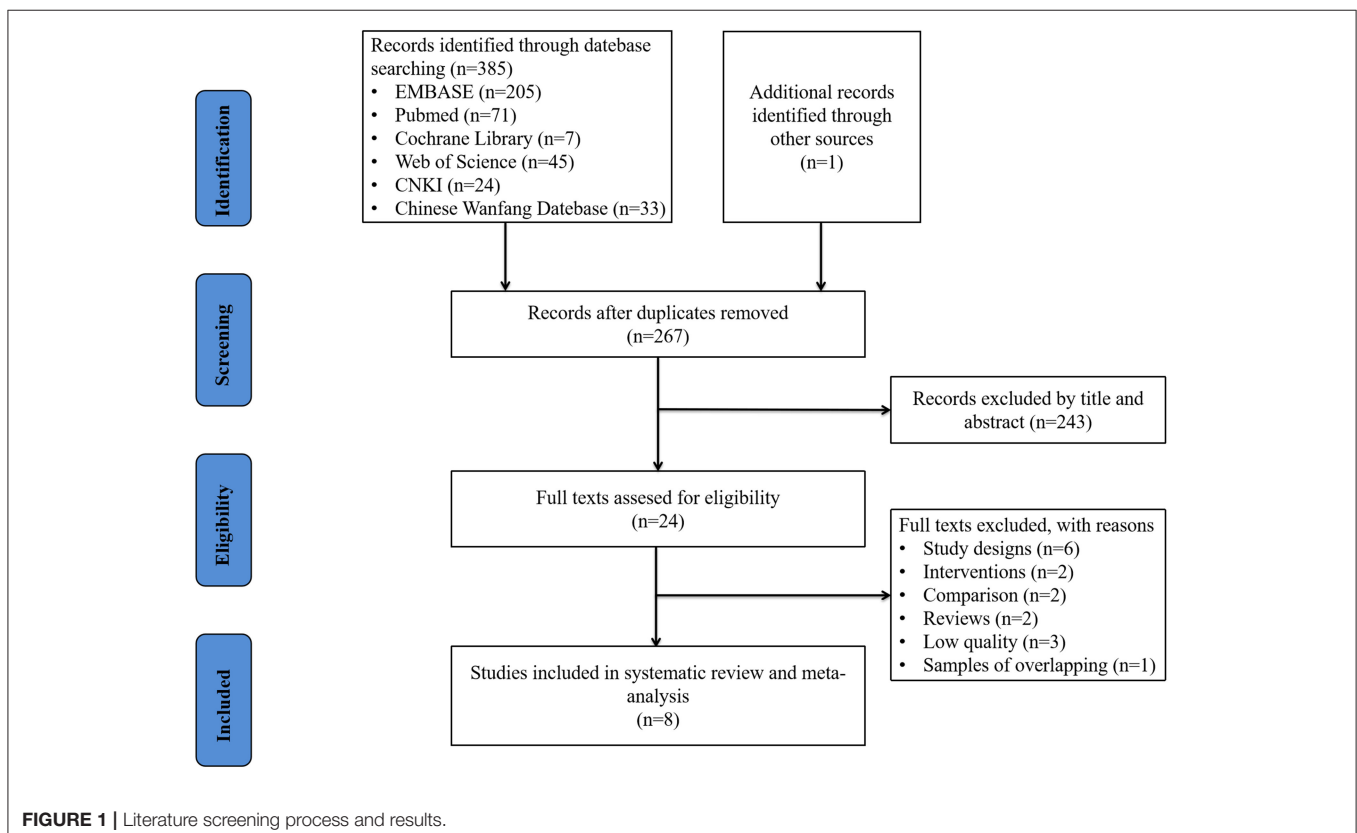 Identification
Records identified through datebase
searching (n=385)
• EMBASE (n=205)
• Pubmed (n=71)
• Cochrane Library (n=7)
• Web of Science (n=45)
• CNKI (n=24)
• Chinese Wanfang Datebase (n=33)
Additional records
identified through
other sources
(n=1)
Screening
Records after duplicates removed
(n=267)
Records excluded by title and
abstract (n=243)
Eligibility
Full texts assesed for eligibility
(n=24)
Full texts excluded, with reasons
• Study designs (n=6)
• Interventions (n=2)
• Comparison (n=2)
• Reviews (n=2)
• Low quality (n=3)
• Samples of overlapping (n=1)
Included
Studies included in systematic review and meta-
analysis
(n=8)
FIGURE 1 | Literature screening process and results.